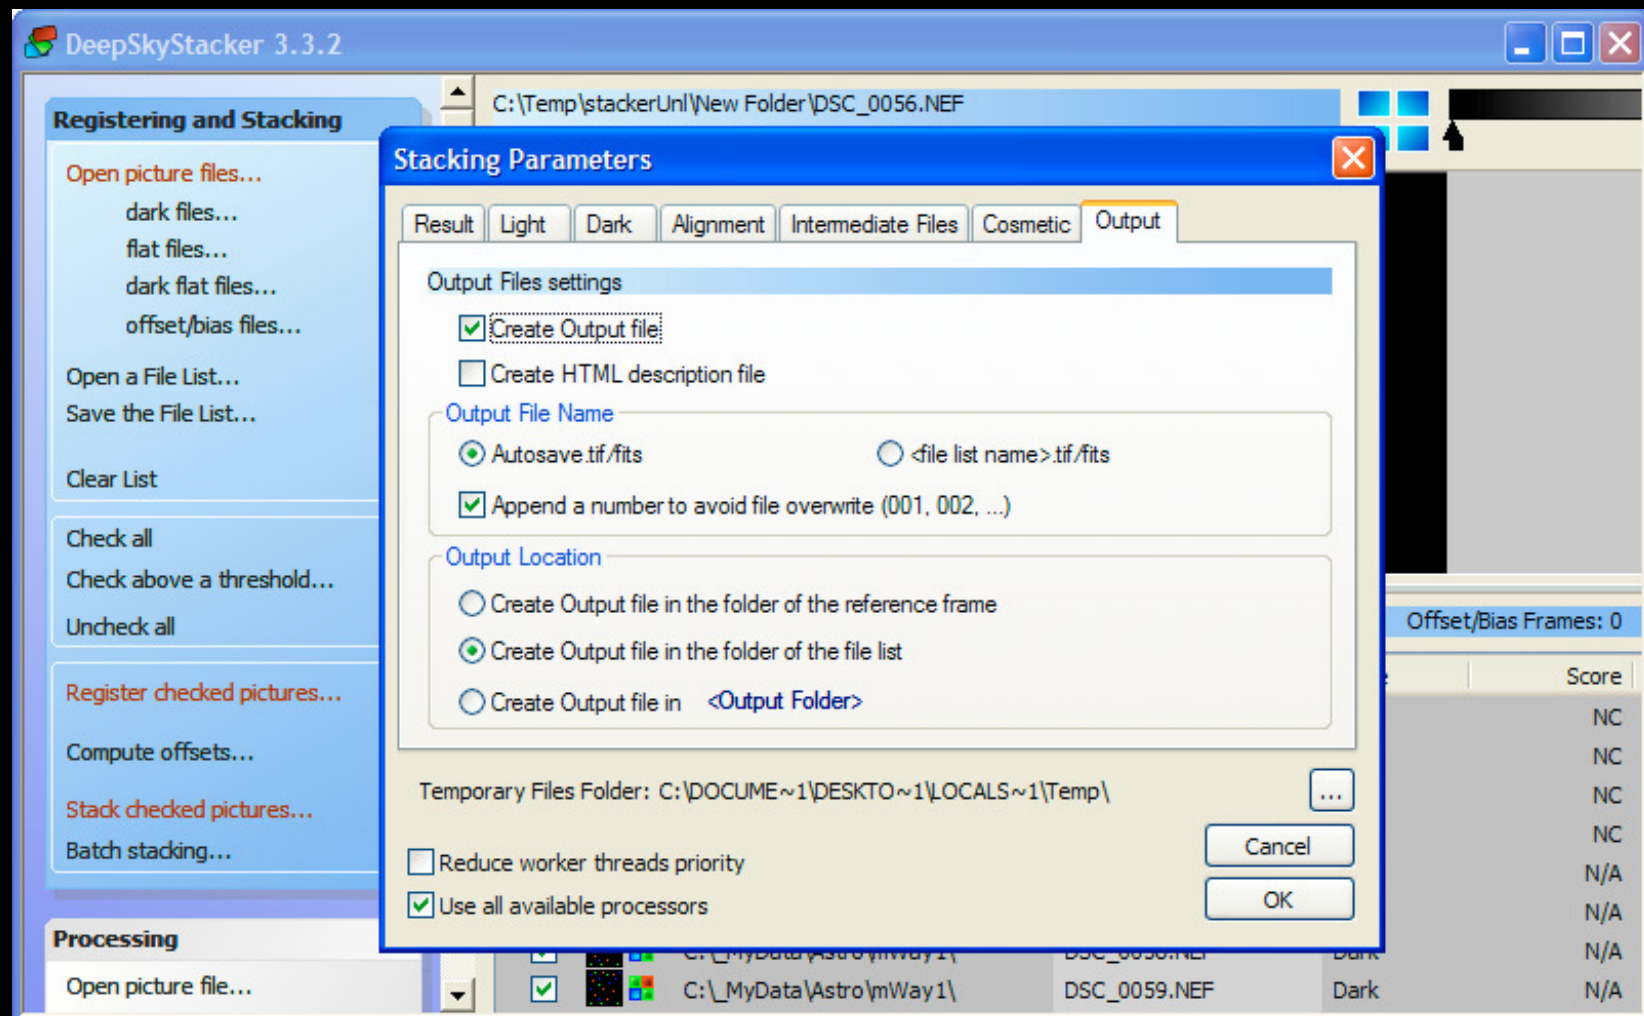 DeepSkyStacker 3.3.2
C:\Temp\stackerUnl\New Folder\DSC_0056.NEF
Registering and Stacking
Open picture files...
dark files...
flat files...
dark flat files...
offset/bias files...
Open a File List...
Save the File List...
Clear List
Check all
Check above a threshold...
Uncheck all
Register checked pictures...
Compute offsets...
Stack checked pictures...
Batch stacking...
Processing
Open picture file...
Stacking Parameters
Result Light Dark Alignment Intermediate Files Cosmetic Output
Output Files settings
Create Output file
Create HTML description file
Output File Name
Autosave.tif/fits <file list name>.tif/fits
Append a number to avoid file overwrite (001, 002, ...)
Output Location
Create Output file in the folder of the reference frame
Create Output file in the folder of the file list
Create Output file in <Output Folder>
Temporary Files Folder: C:\DOCUME~1\DESKTO~1\LOCALS~1\Temp\ ...
Reduce worker threads priority
Use all available processors
Cancel
OK
Offset/Bias Frames: 0
Score
NC
NC
NC
NC
N/A
N/A
C:\_MyData\Astro\mWay1\ DSC_0058.NEF Dark N/A
C:\_MyData\Astro\mWay1\ DSC_0059.NEF Dark N/A